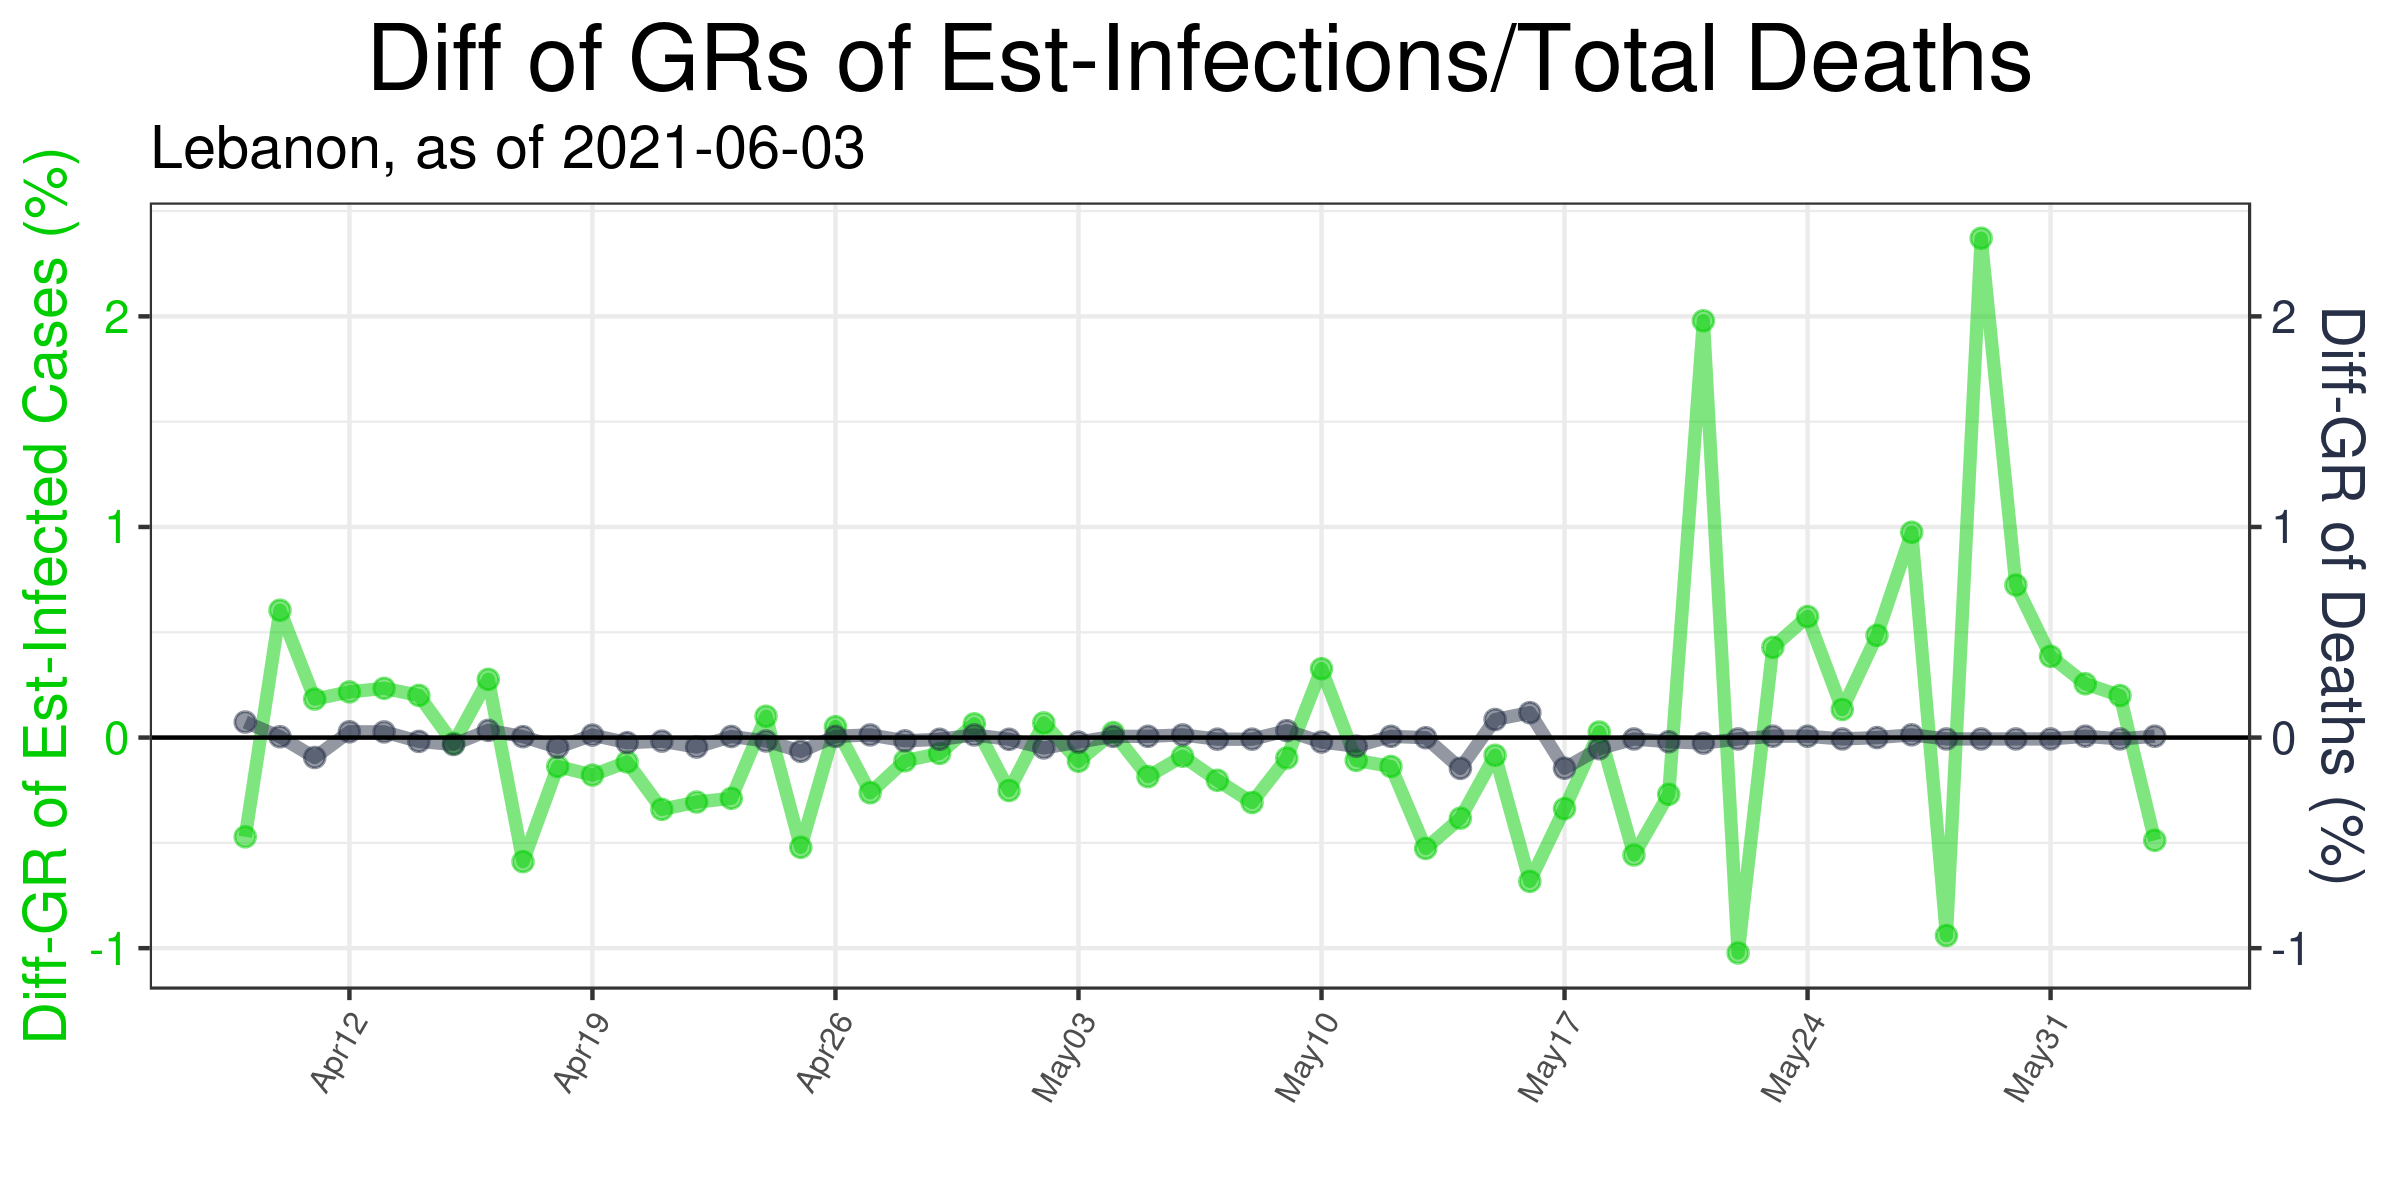 Diff of GRs of Est-Infections/Total Deaths
Lebanon, as of 2021-06-03
Diff-GR of Est-Infected Cases (%)
2
1
0
-1
2
1
0
-1
Diff-GR of Deaths (%)
Apr12
Apr19
Apr26
May03
May10
May17
May24
May31